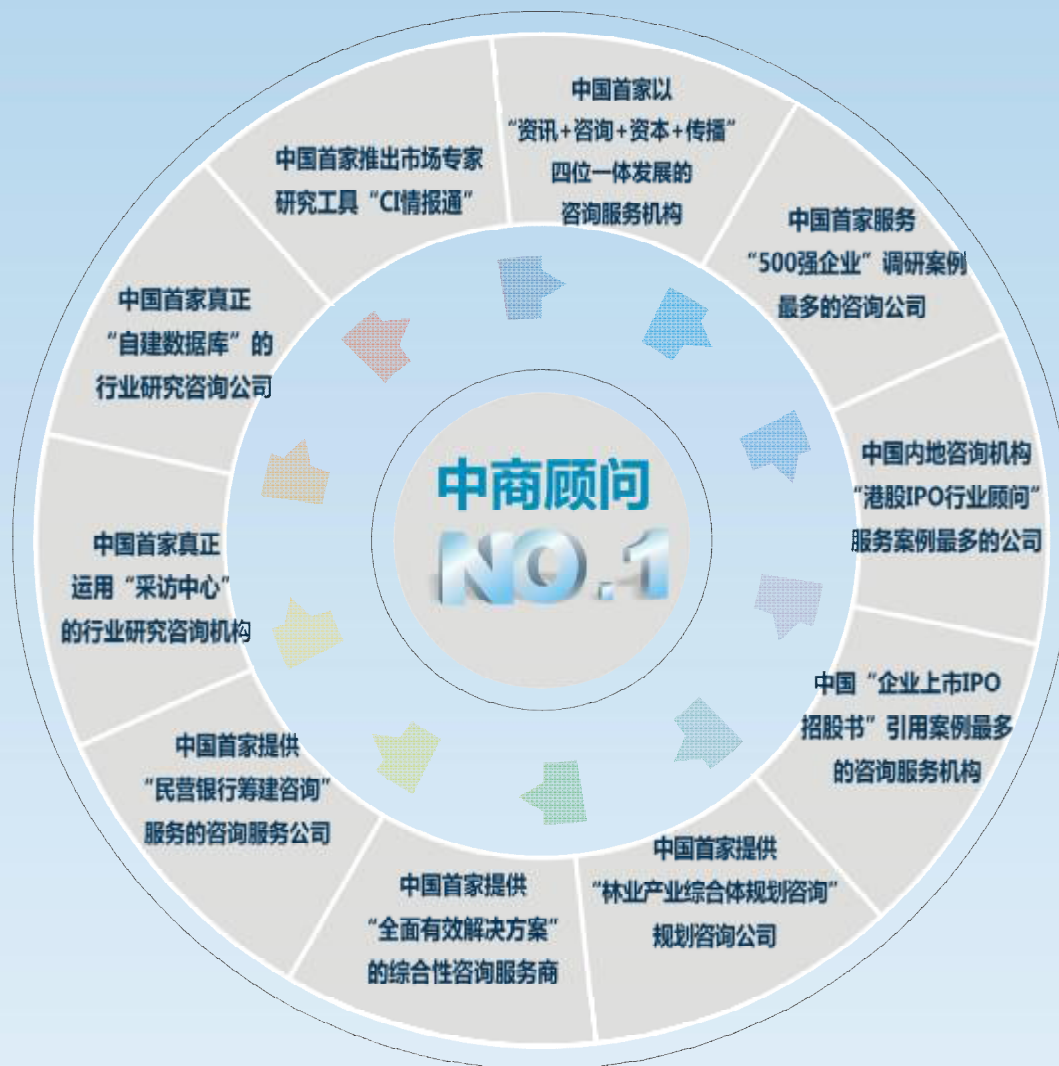 中国首家以
“资讯+咨询+资本+传播”
四位一体发展的
咨询服务机构
中国首家服务
“500强企业”调研案例
最多的咨询公司
中国内地咨询机构
“港股IPO行业顾问”
服务案例最多的公司
中国“企业上市IPO
招股书”引用案例最多
的咨询服务机构
中国首家提供
“林业产业综合体规划咨询”
规划咨询公司
中国首家提供
“全面有效解决方案”
的综合性咨询服务商
中国首家提供
“民营银行筹建咨询”
服务的咨询服务公司
中国首家真正
运用“采访中心”
的行业研究咨询机构
中国首家真正
“自建数据库”的
行业研究咨询公司
中国首家推出市场专家
研究工具“CI情报通”
中商顾问
NO.1